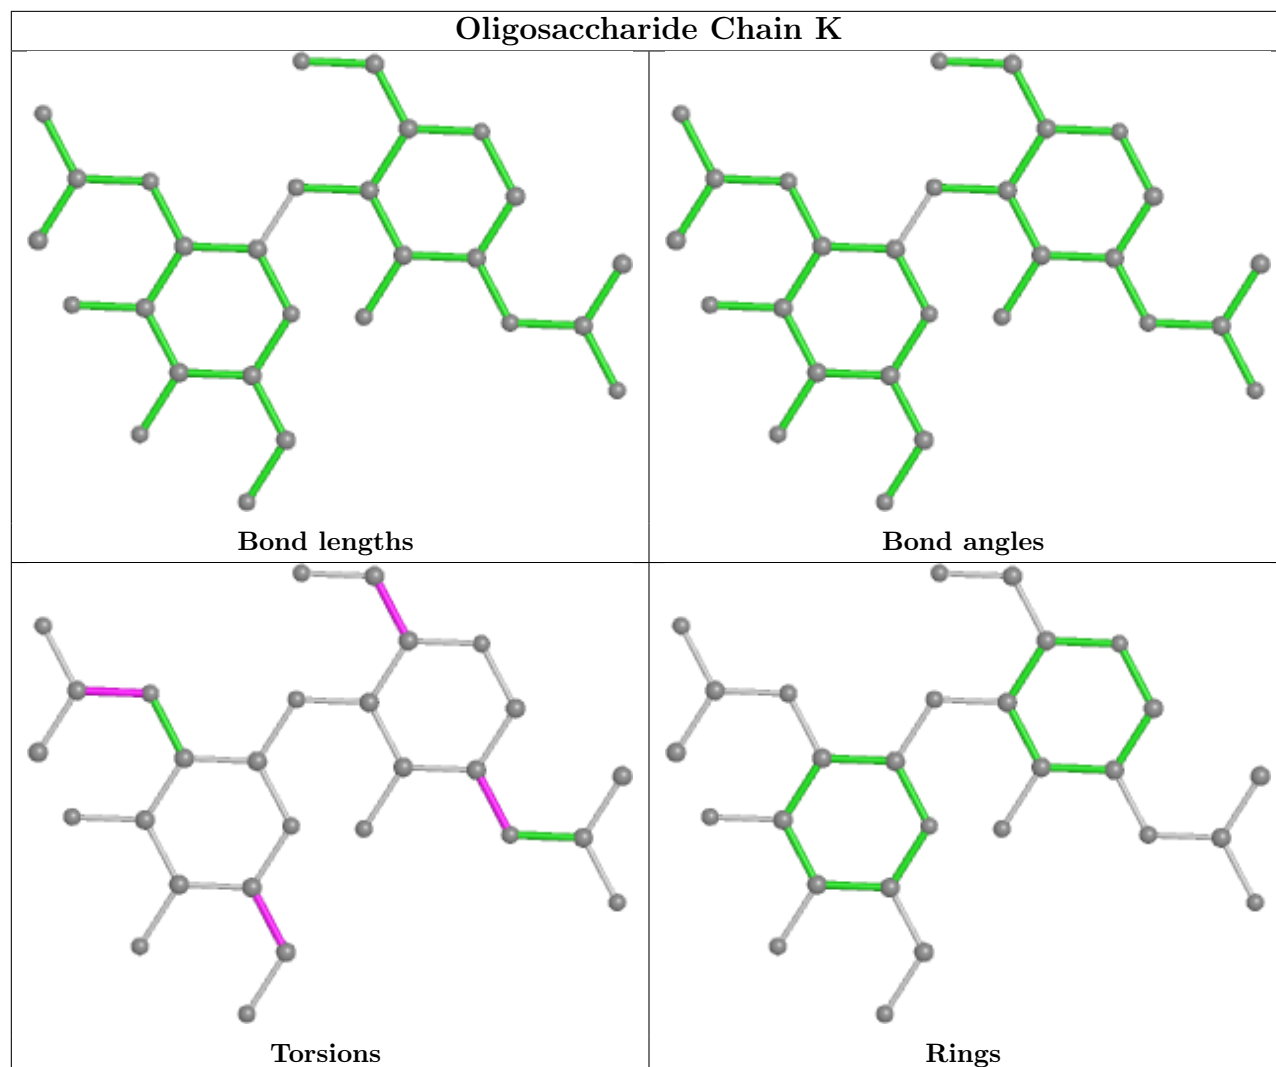 Oligosaccharide Chain K
Bond lengths
Bond angles
Torsions
Rings